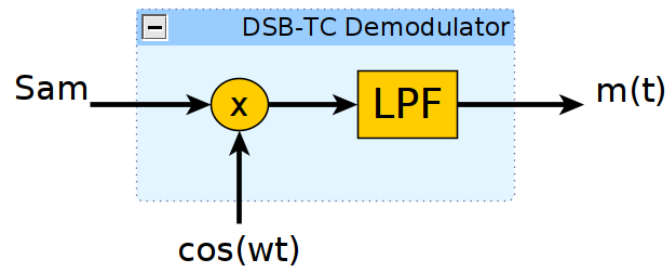 DSB-TC Demodulator
Sam
x
LPF
m(t)
cos(wt)